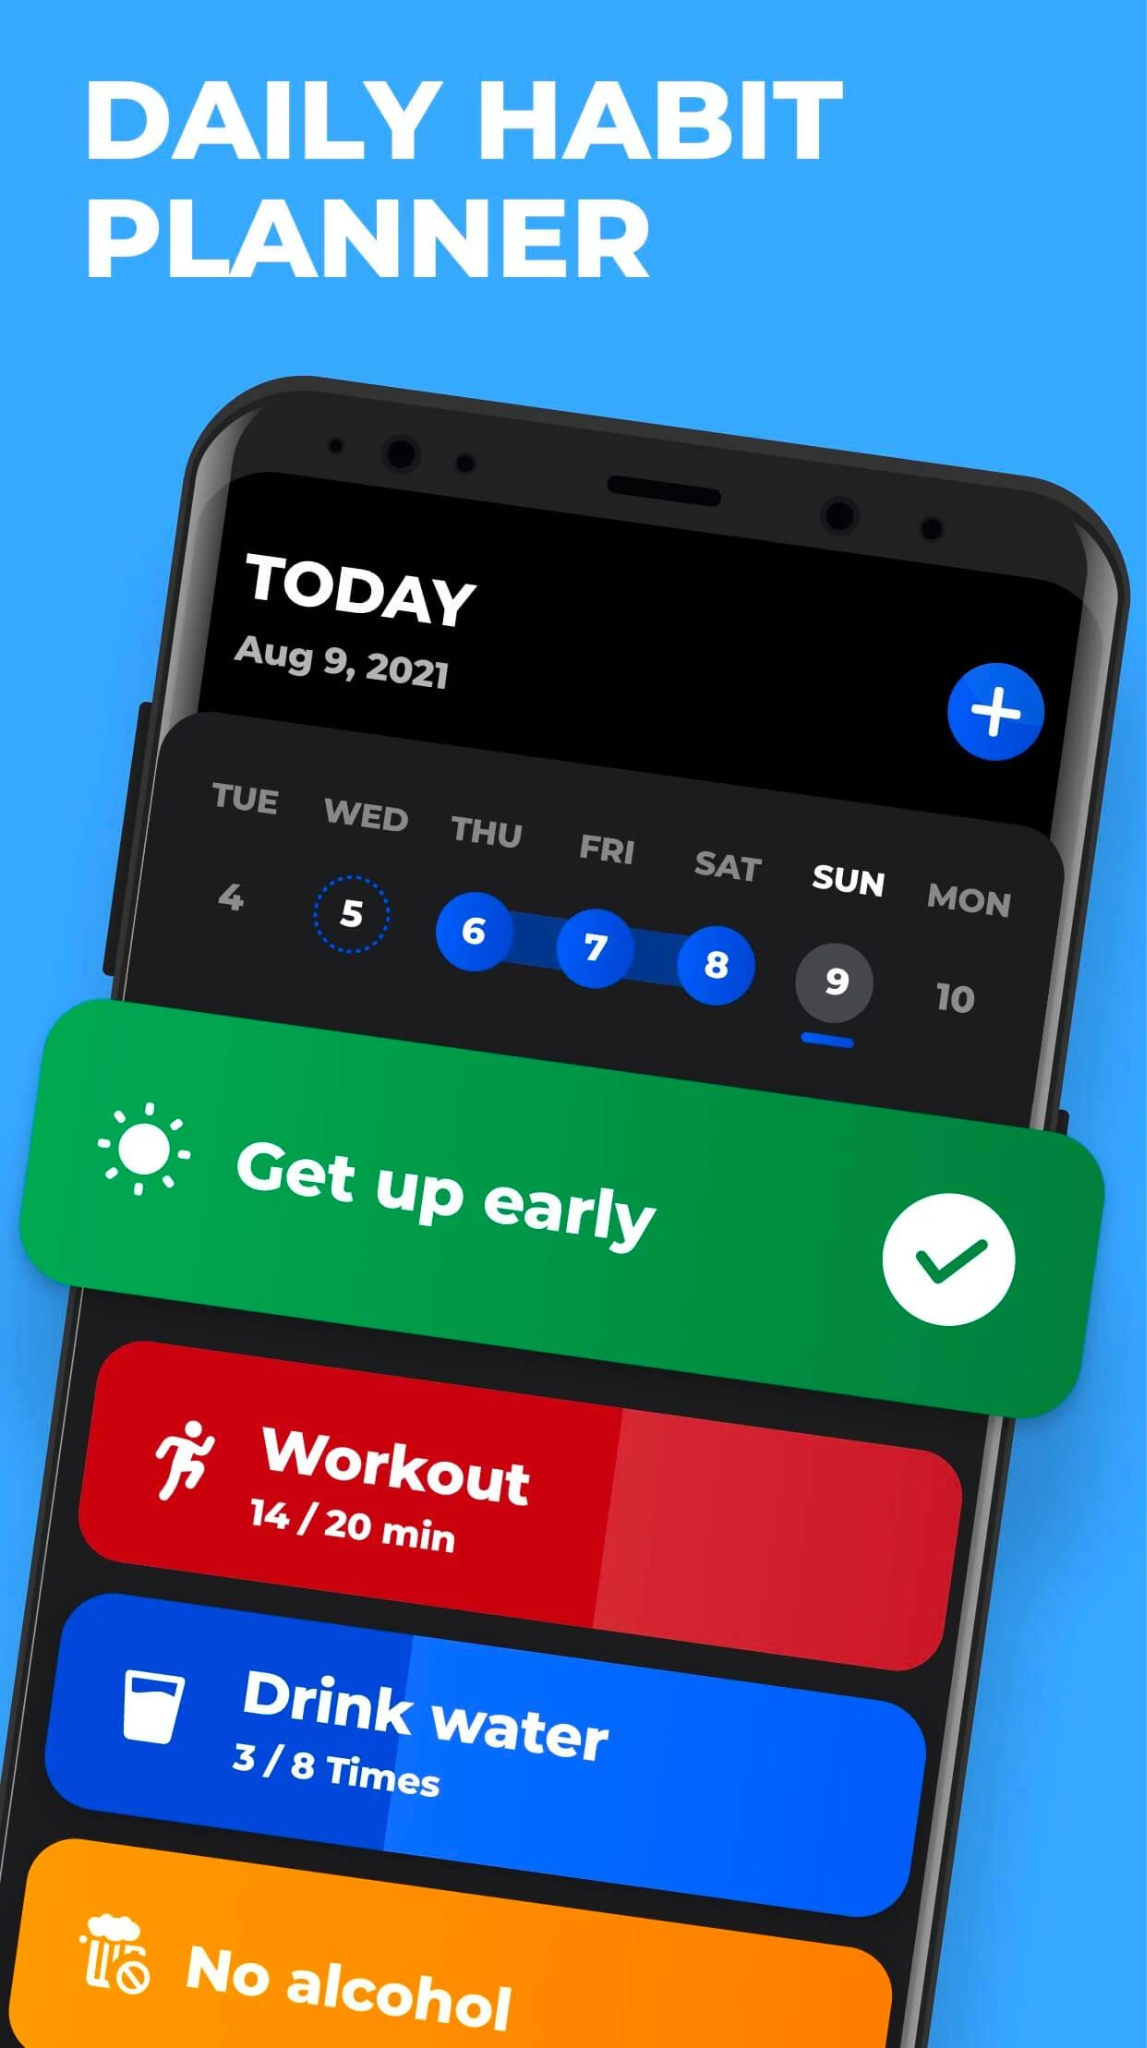 DAILY HABIT
PLANNER
TODAY
Aug 9, 2021
TUE WED THU FRI SAT SUN MON
4 5 6 7 8 9 10
Get up early
Workout
14 / 20 min
Drink water
3 / 8 Times
No alcohol